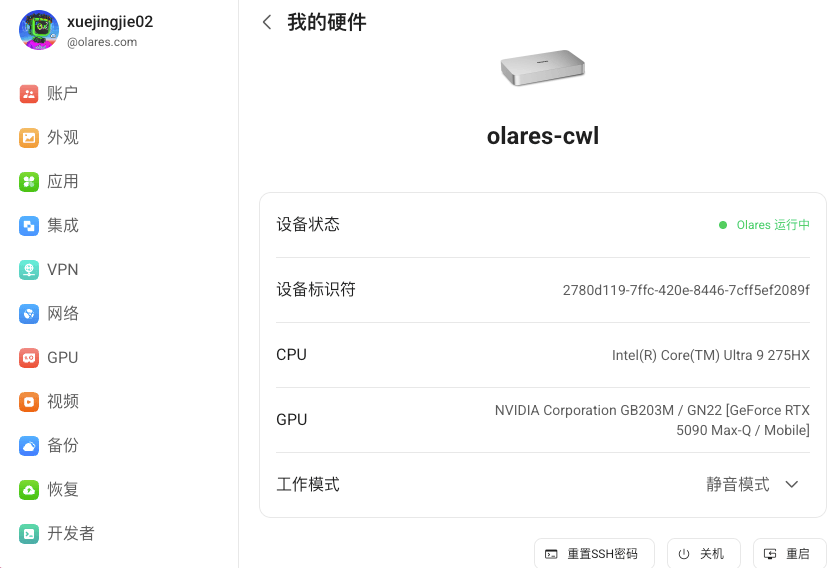 xuejingjie02
@olares.com
账户
外观
应用
集成
VPN
网络
GPU
视频
备份
恢复
开发者
我的硬件
olares-cwl
设备状态
Olares 运行中
设备标识符
2780d119-7ffc-420e-8446-7cff5ef2089f
CPU
Intel(R) Core(TM) Ultra 9 275HX
GPU
NVIDIA Corporation GB203M / GN22 [GeForce RTX
5090 Max-Q / Mobile]
工作模式
静音模式
重置SSH密码
关机
重启